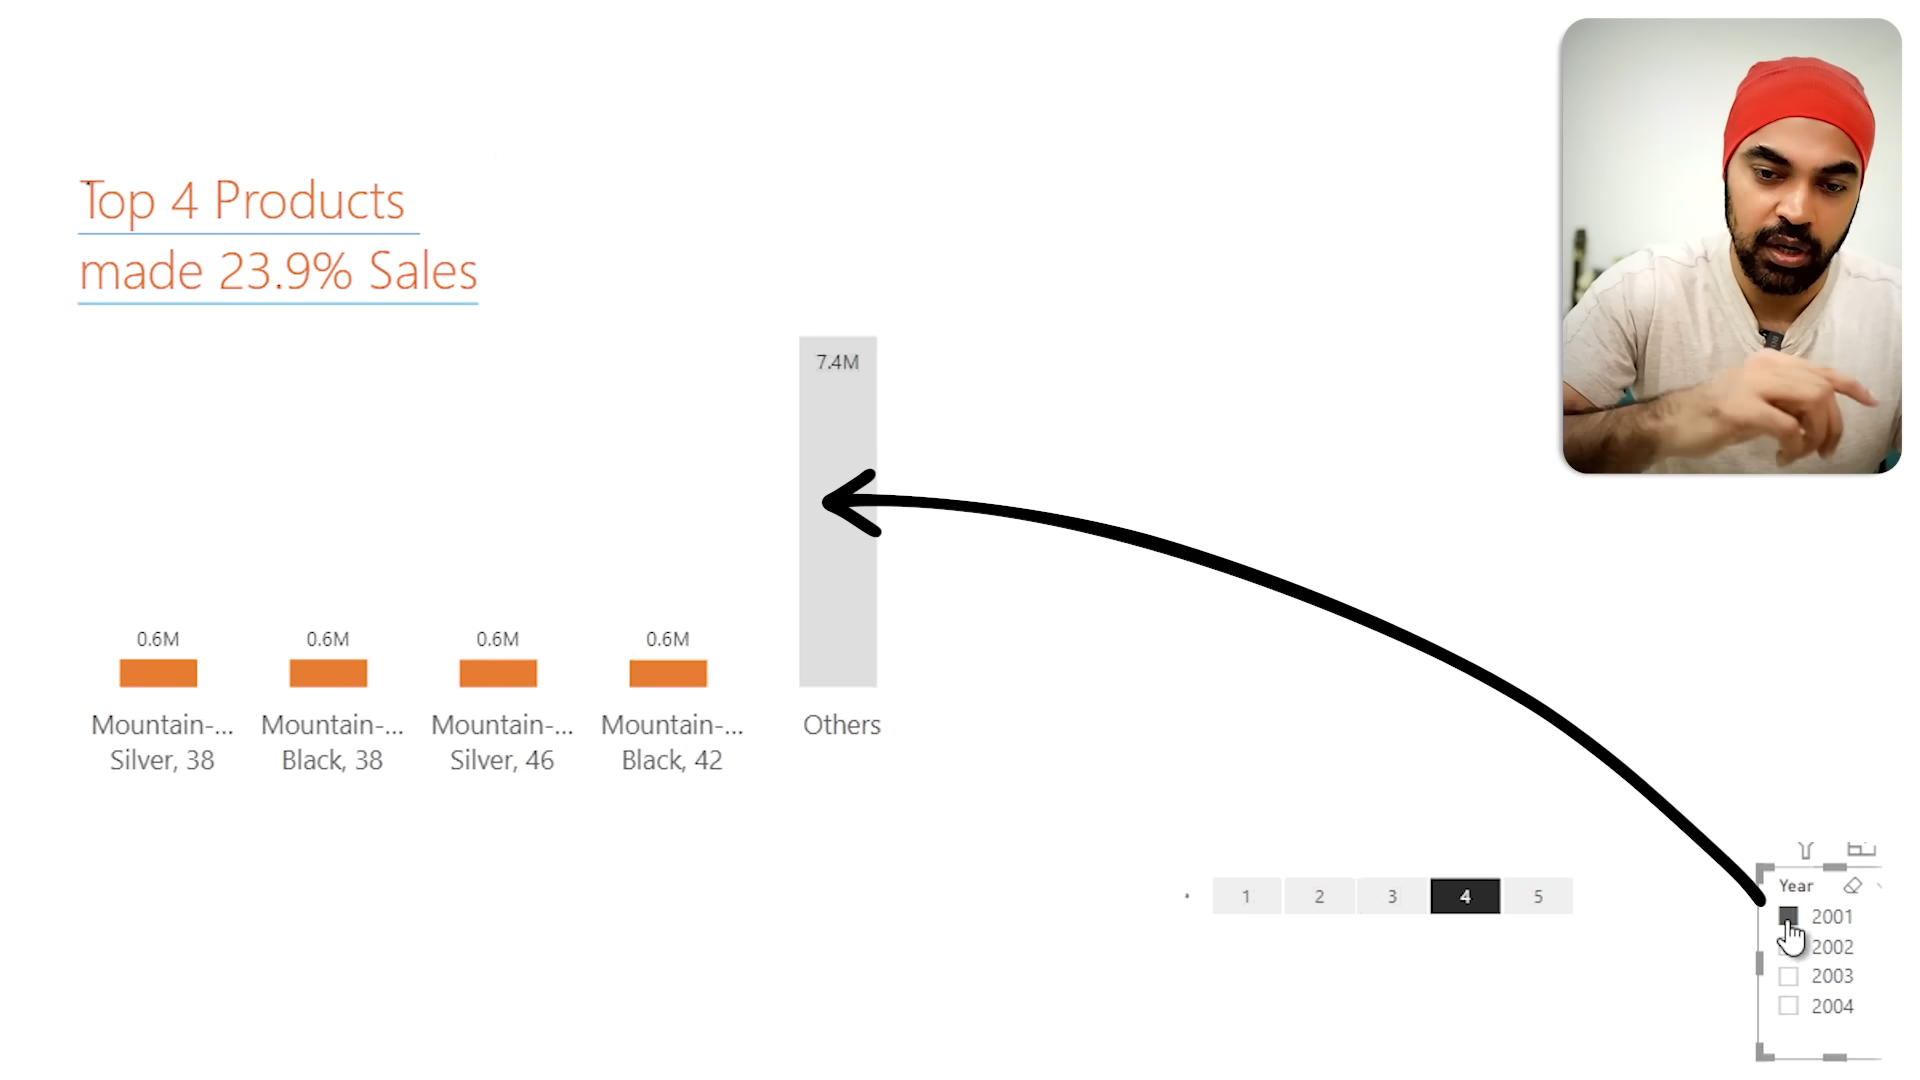 Top 4 Products
made 23.9% Sales
7.4M
0.6M 0.6M 0.6M 0.6M
Mountain-... Mountain-... Mountain-... Mountain-... Others
Silver, 38 Black, 38 Silver, 46 Black, 42
1 2 3 4 5
Year
2001
2002
2003
2004